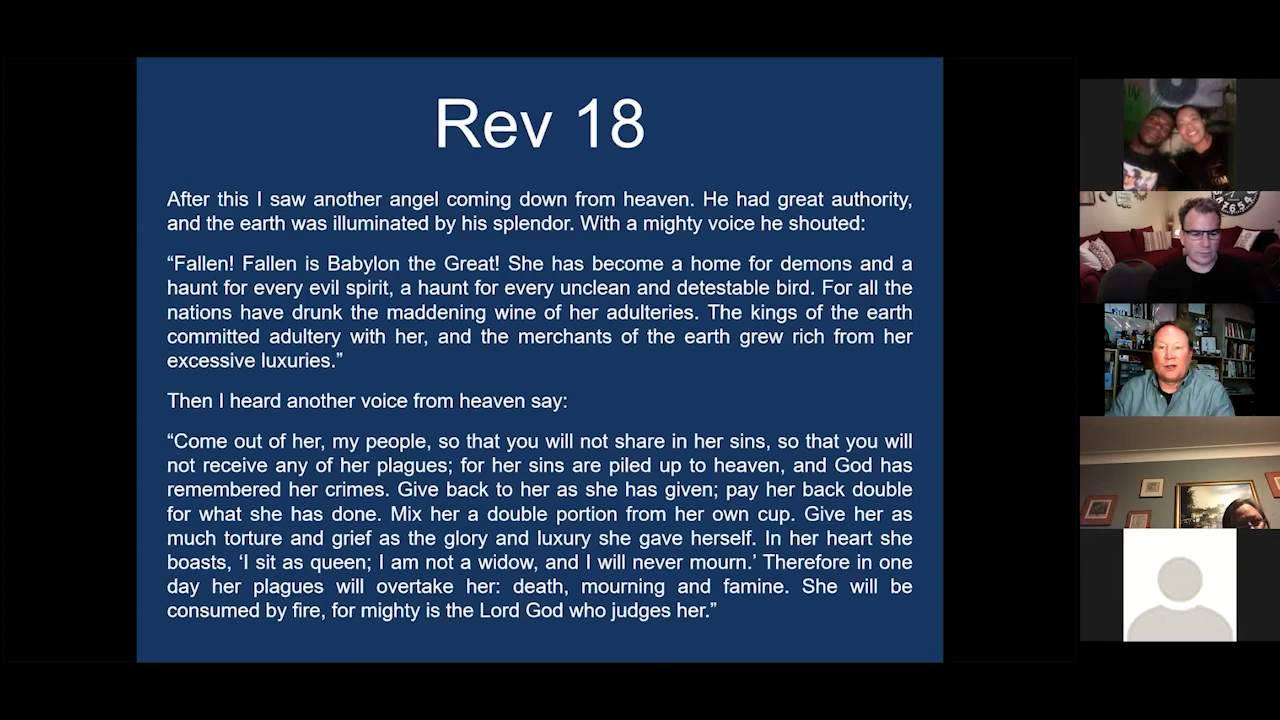 Rev 18
After this I saw another angel coming down from heaven. He had great authority,
and the earth was illuminated by his splendor. With a mighty voice he shouted:
“Fallen! Fallen is Babylon the Great! She has become a home for demons and a
haunt for every evil spirit, a haunt for every unclean and detestable bird. For all the
nations have drunk the maddening wine of her adulteries. The kings of the earth
committed adultery with her, and the merchants of the earth grew rich from her
excessive luxuries.”
Then I heard another voice from heaven say:
“Come out of her, my people, so that you will not share in her sins, so that you will
not receive any of her plagues; for her sins are piled up to heaven, and God has
remembered her crimes. Give back to her as she has given; pay her back double
for what she has done. Mix her a double portion from her own cup. Give her as
much torture and grief as the glory and luxury she gave herself. In her heart she
boasts, ‘I sit as queen; I am not a widow, and I will never mourn.’ Therefore in one
day her plagues will overtake her: death, mourning and famine. She will be
consumed by fire, for mighty is the Lord God who judges her.”